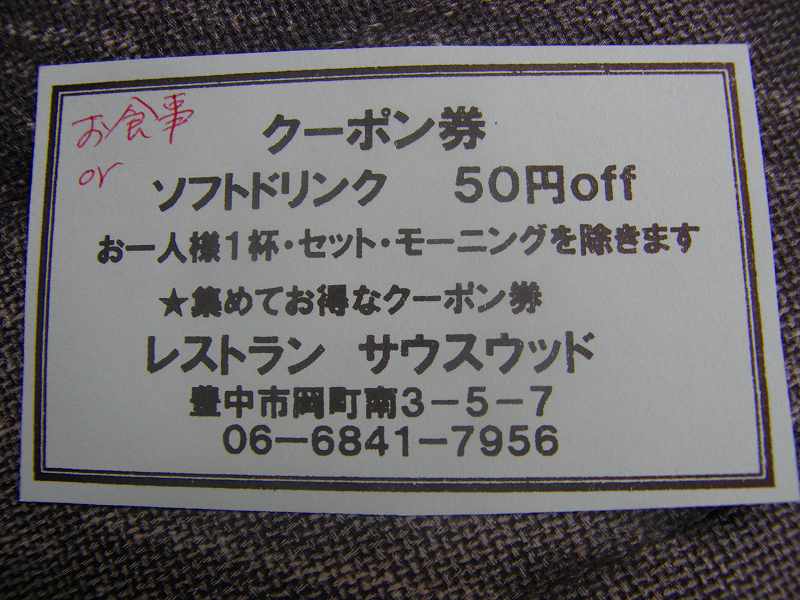 お食事
or
クーポン券
ソフトドリンク 50円off
お一人様1杯・セット・モーニングを除きます
★集めてお得なクーポン券
レストラン サウスウッド
豊中市岡町南3-5-7
06-6841-7956